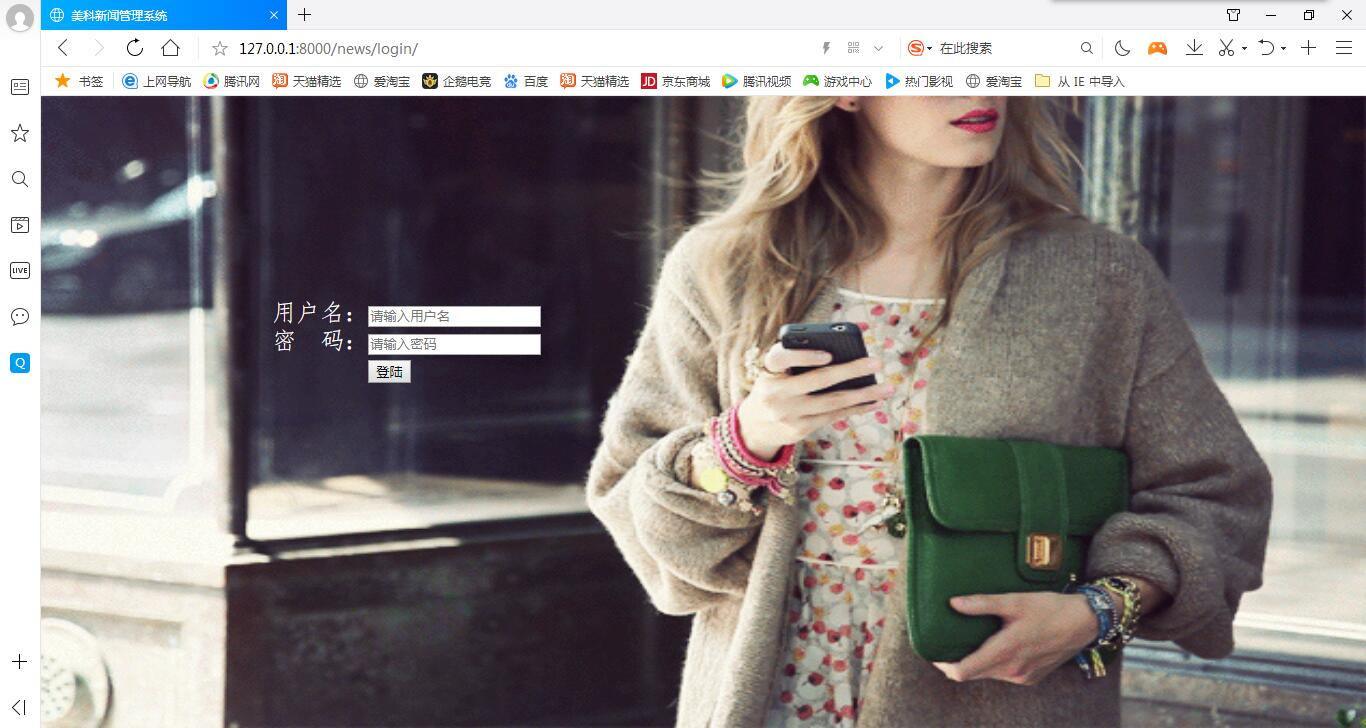 美科新闻管理系统
127.0.0.1:8000/news/login/
在此搜索
书签 上网导航 腾讯网 天猫精选 爱淘宝 企鹅电竞 百度 天猫精选 JD 京东商城 腾讯视频 游戏中心 热门影视 爱淘宝 从 IE 中导入
LIVE
Q
用户名： 请输入用户名
密 码： 请输入密码
登陆